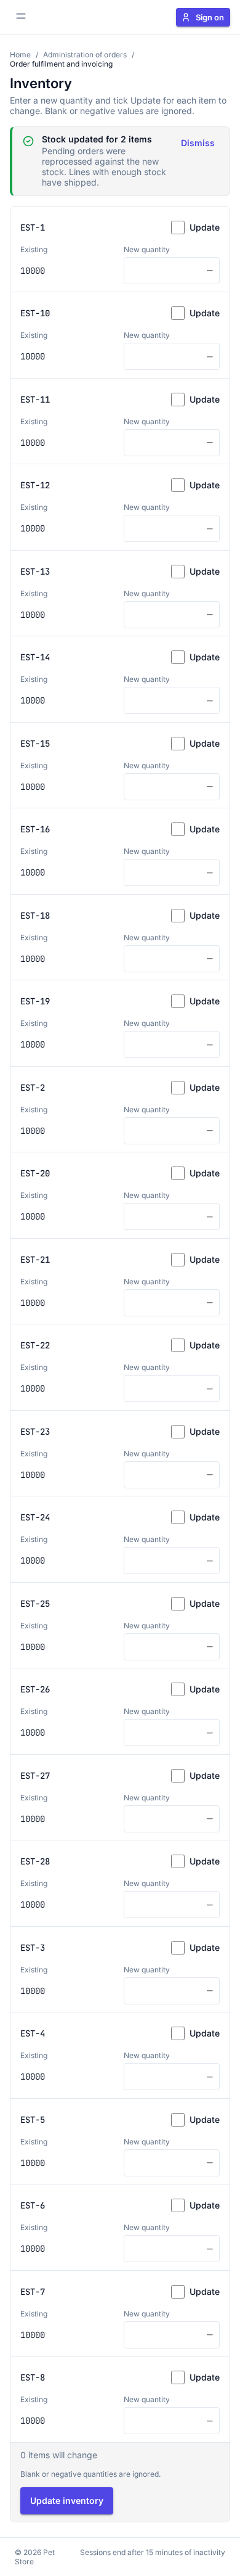 Sign on
Home / Administration of orders /
Order fulfilment and invoicing
Inventory
Enter a new quantity and tick Update for each item to
change. Blank or negative values are ignored.
Stock updated for 2 items
Dismiss
Pending orders were
reprocessed against the new
stock. Lines with enough stock
have shipped.
EST-1 Update
Existing New quantity
10000 —
EST-10 Update
Existing New quantity
10000 —
EST-11 Update
Existing New quantity
10000 —
EST-12 Update
Existing New quantity
10000 —
EST-13 Update
Existing New quantity
10000 —
EST-14 Update
Existing New quantity
10000 —
EST-15 Update
Existing New quantity
10000 —
EST-16 Update
Existing New quantity
10000 —
EST-18 Update
Existing New quantity
10000 —
EST-19 Update
Existing New quantity
10000 —
EST-2 Update
Existing New quantity
10000 —
EST-20 Update
Existing New quantity
10000 —
EST-21 Update
Existing New quantity
10000 —
EST-22 Update
Existing New quantity
10000 —
EST-23 Update
Existing New quantity
10000 —
EST-24 Update
Existing New quantity
10000 —
EST-25 Update
Existing New quantity
10000 —
EST-26 Update
Existing New quantity
10000 —
EST-27 Update
Existing New quantity
10000 —
EST-28 Update
Existing New quantity
10000 —
EST-3 Update
Existing New quantity
10000 —
EST-4 Update
Existing New quantity
10000 —
EST-5 Update
Existing New quantity
10000 —
EST-6 Update
Existing New quantity
10000 —
EST-7 Update
Existing New quantity
10000 —
EST-8 Update
Existing New quantity
10000 —
0 items will change
Blank or negative quantities are ignored.
Update inventory
© 2026 Pet
Store
Sessions end after 15 minutes of inactivity